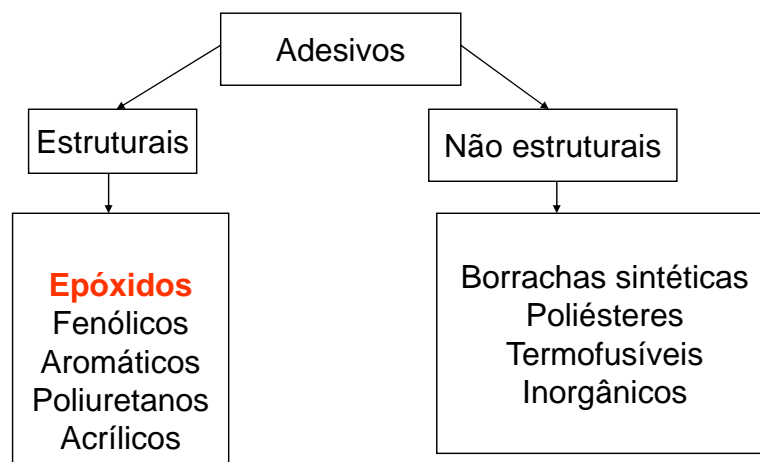 Adesivos
Estruturais
Não estruturais
Epóxidos
Fenólicos
Aromáticos
Poliuretanos
Acrílicos
Borrachas sintéticas
Poliésteres
Termofusíveis
Inorgânicos